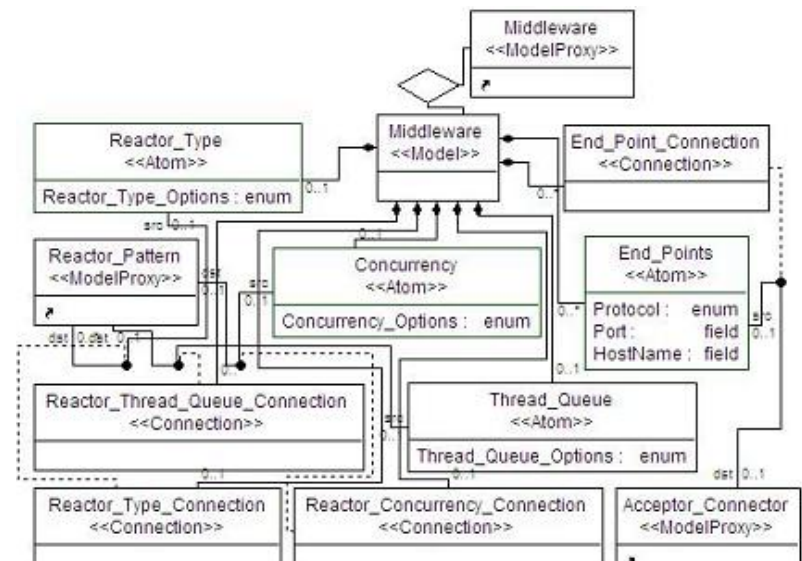 Middleware
<<ModelProxy>>
Reactor_Type
<<Atom>>
Reactor_Type_Options : enum
Middleware
<<Model>>
End_Point_Connection
<<Connection>>
0..1
0..1
src 0..1
Reactor_Pattern
<<ModelProxy>>
dst
0..1
src
0..1
0..1
Concurrency
<<Atom>>
Concurrency_Options : enum
End_Points
<<Atom>>
Protocol : enum
Port : field
HostName : field
0..*
src
0..1
dst 0..1
dst 0..1
0..1
Reactor_Thread_Queue_Connection
<<Connection>>
src
0..1
Thread_Queue
<<Atom>>
Thread_Queue_Options : enum
0..1
0..1
dst 0..1
Reactor_Type_Connection
<<Connection>>
Reactor_Concurrency_Connection
<<Connection>>
Acceptor_Connector
<<ModelProxy>>